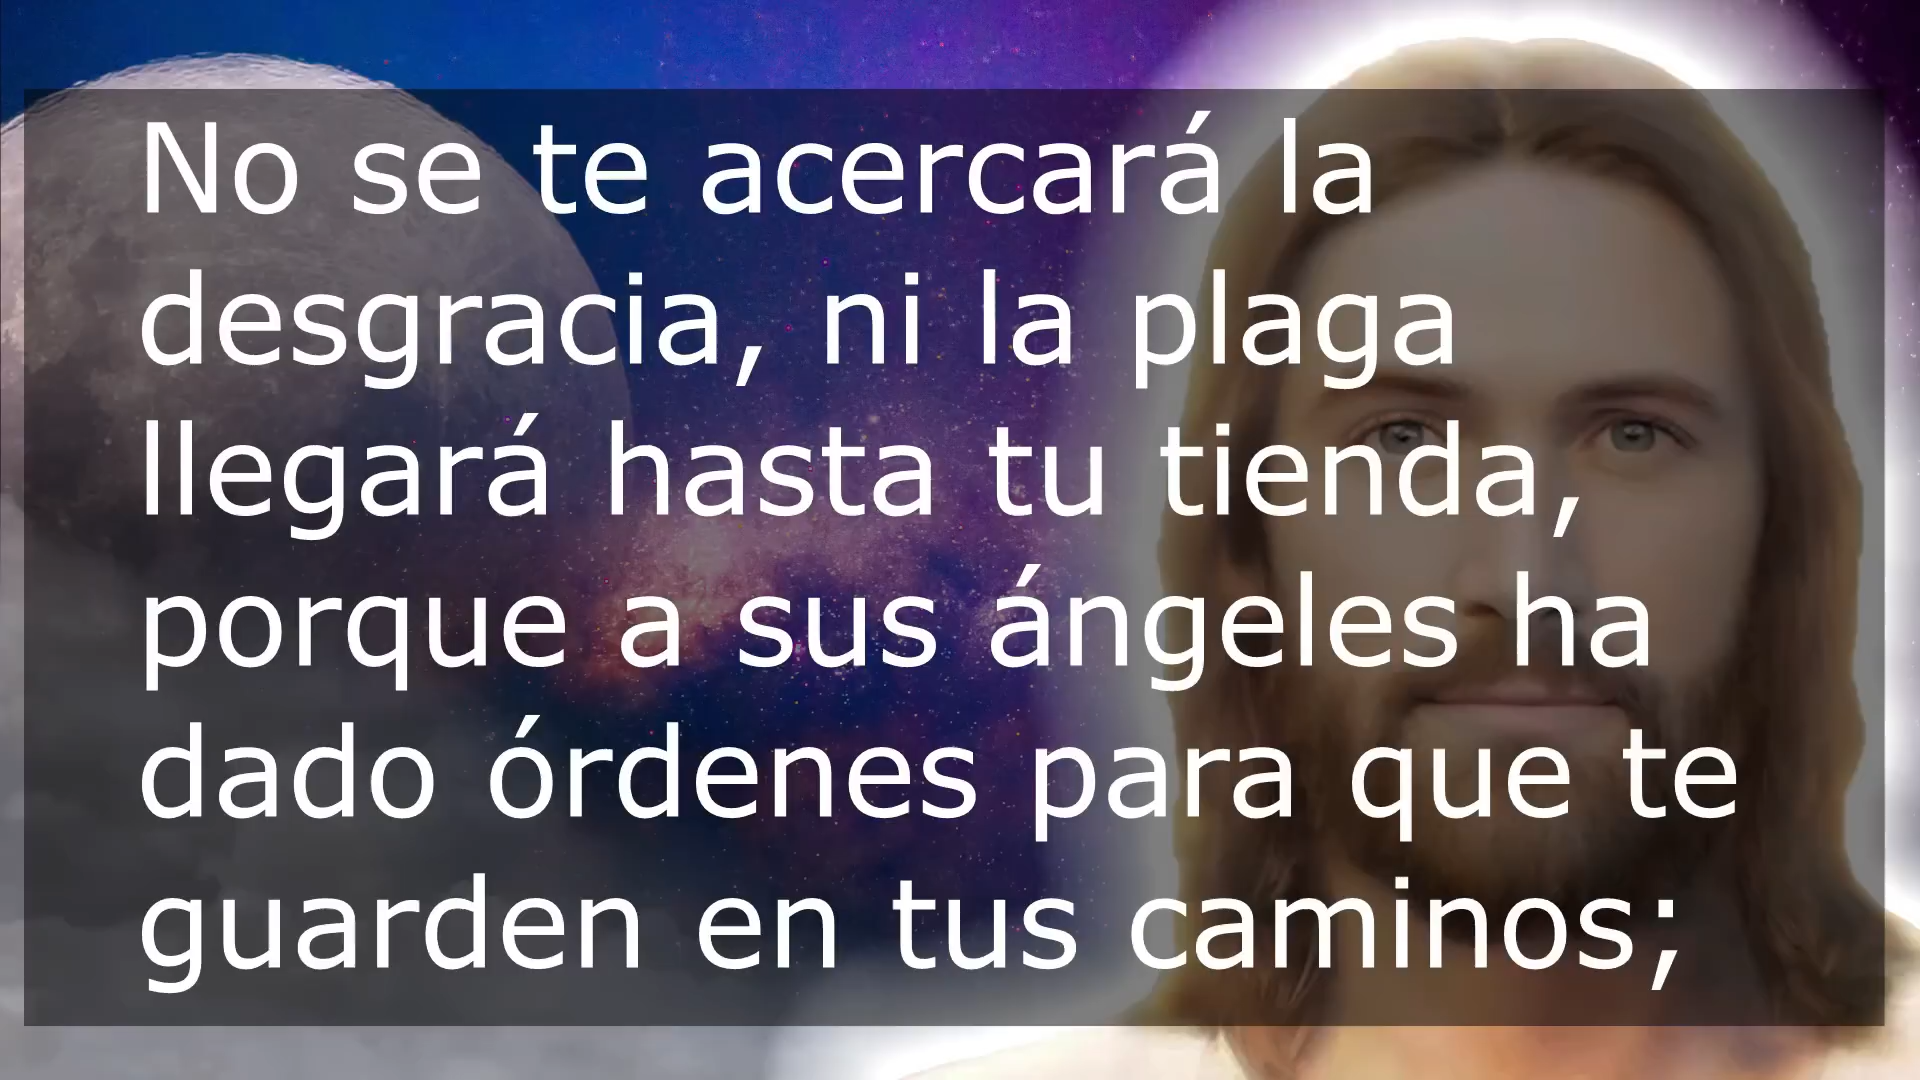 No se te acercará la
desgracia, ni la plaga
llegará hasta tu tienda,
porque a sus ángeles ha
dado órdenes para que te
guarden en tus caminos;